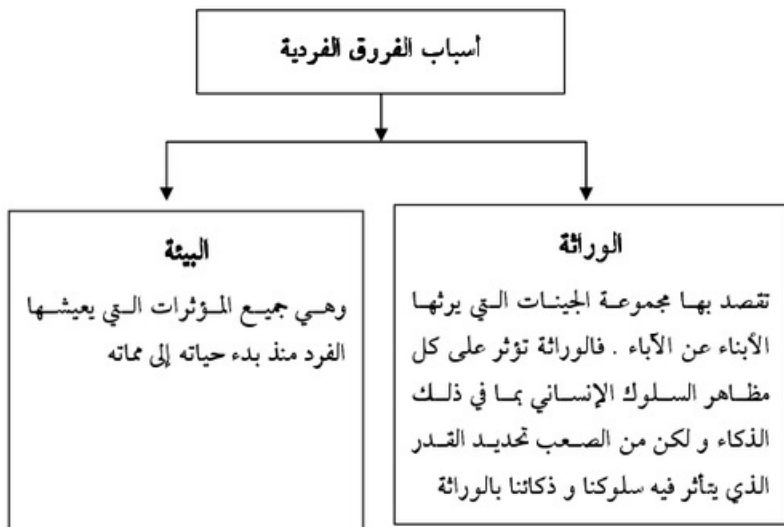 أسباب الفروق الفردية
الوراثة
تقصد بها مجموعة الجينات التي يرثها
الأبناء عن الآباء . فالوراثة تؤثر على كل
مظاهر السلوك الإنساني بما في ذلك
الذكاء و لكن من الصعب تحديد القدر
الذي يتأثر فيه سلوكنا و ذكائنا بالوراثة
البيئة
وهي جميع المؤثرات التي يعيشها
الفرد منذ بدء حياته إلى مماته